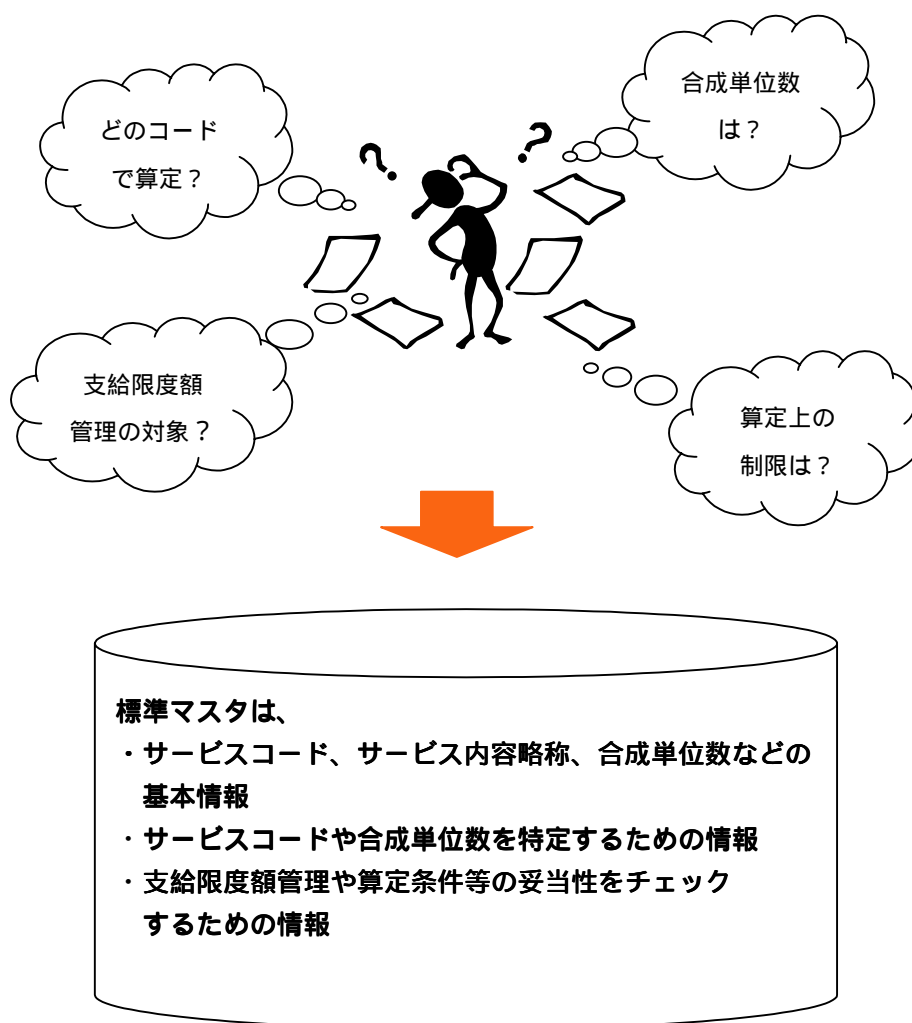 どのコード
で算定？
合成単位数
は？
支給限度額
管理の対象？
算定上の
制限は？
標準マスタは、
・サービスコード、サービス内容略称、合成単位数などの
基本情報
・サービスコードや合成単位数を特定するための情報
・支給限度額管理や算定条件等の妥当性をチェック
するための情報